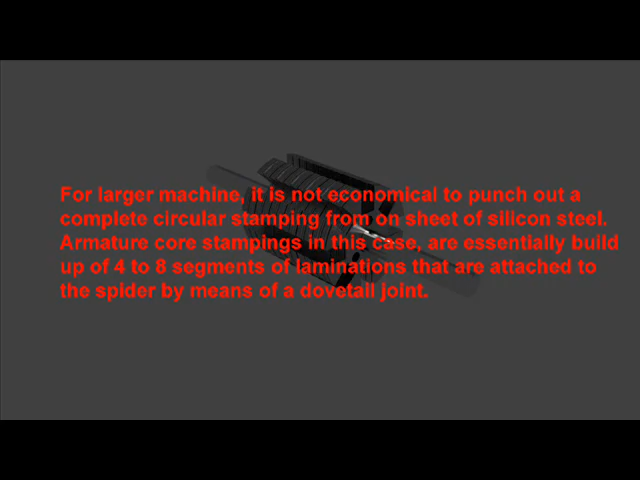 For larger machine, it is not economical to punch out a
complete circular stamping from on sheet of silicon steel.
Armature core stampings in this case, are essentially build
up of 4 to 8 segments of laminations that are attached to
the spider by means of a dovetail joint.